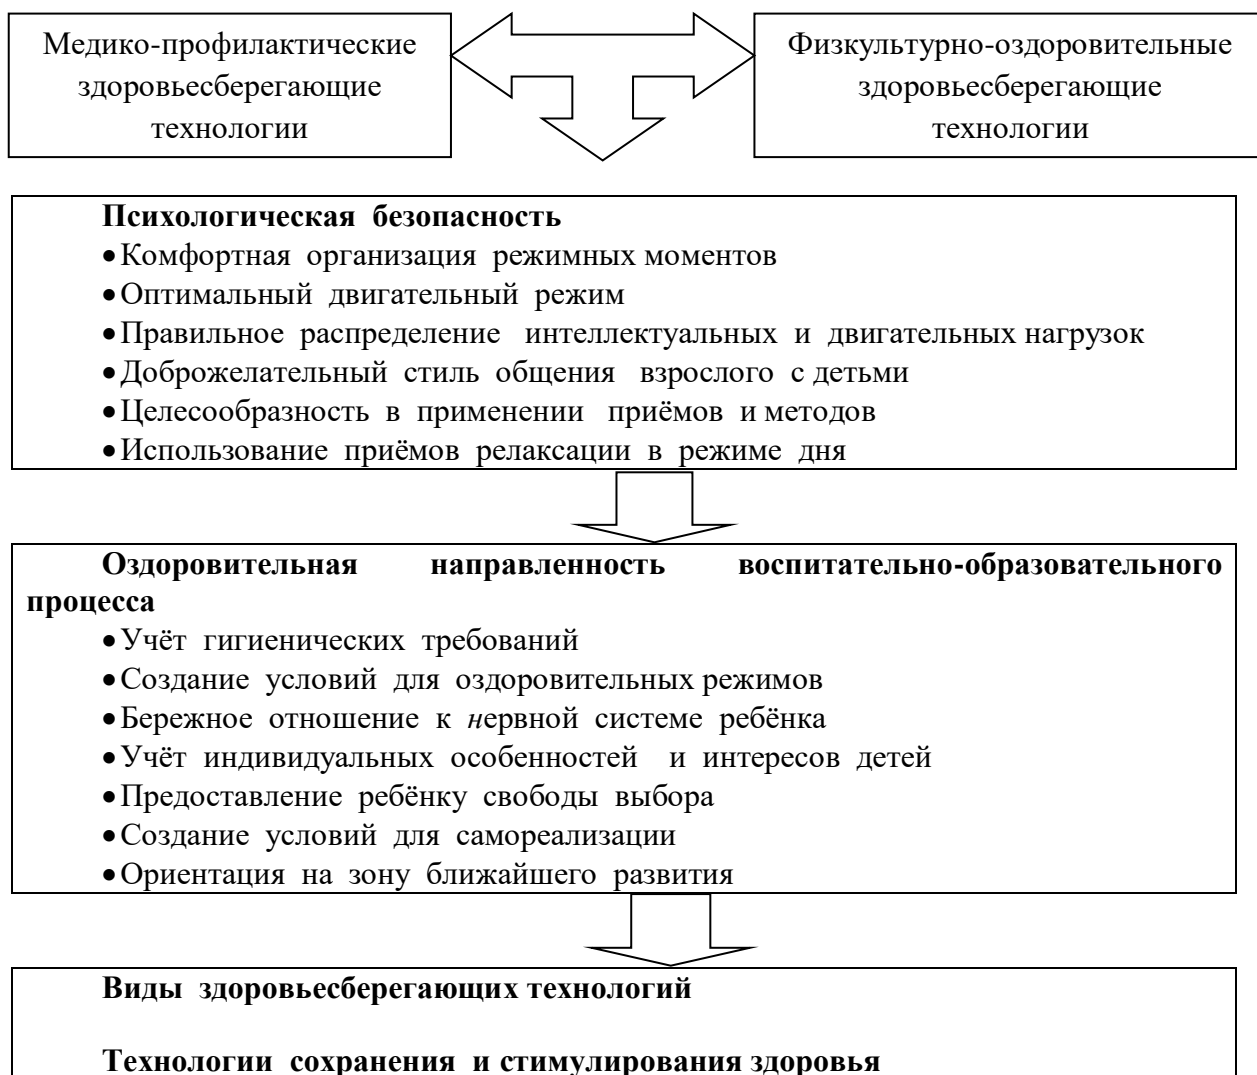 Медико-профилактические
здоровьесберегающие
технологии
Физкультурно-оздоровительные
здоровьесберегающие
технологии
Психологическая безопасность
•Комфортная организация режимных моментов
•Оптимальный двигательный режим
•Правильное распределение интеллектуальных и двигательных нагрузок
•Доброжелательный стиль общения взрослого с детьми
•Целесообразность в применении приёмов и методов
•Использование приёмов релаксации в режиме дня
Оздоровительная направленность воспитательно-образовательного
процесса
•Учёт гигиенических требований
•Создание условий для оздоровительных режимов
•Бережное отношение к нервной системе ребёнка
•Учёт индивидуальных особенностей и интересов детей
•Предоставление ребёнку свободы выбора
•Создание условий для самореализации
•Ориентация на зону ближайшего развития
Виды здоровьесберегающих технологий
Технологии сохранения и стимулирования здоровья